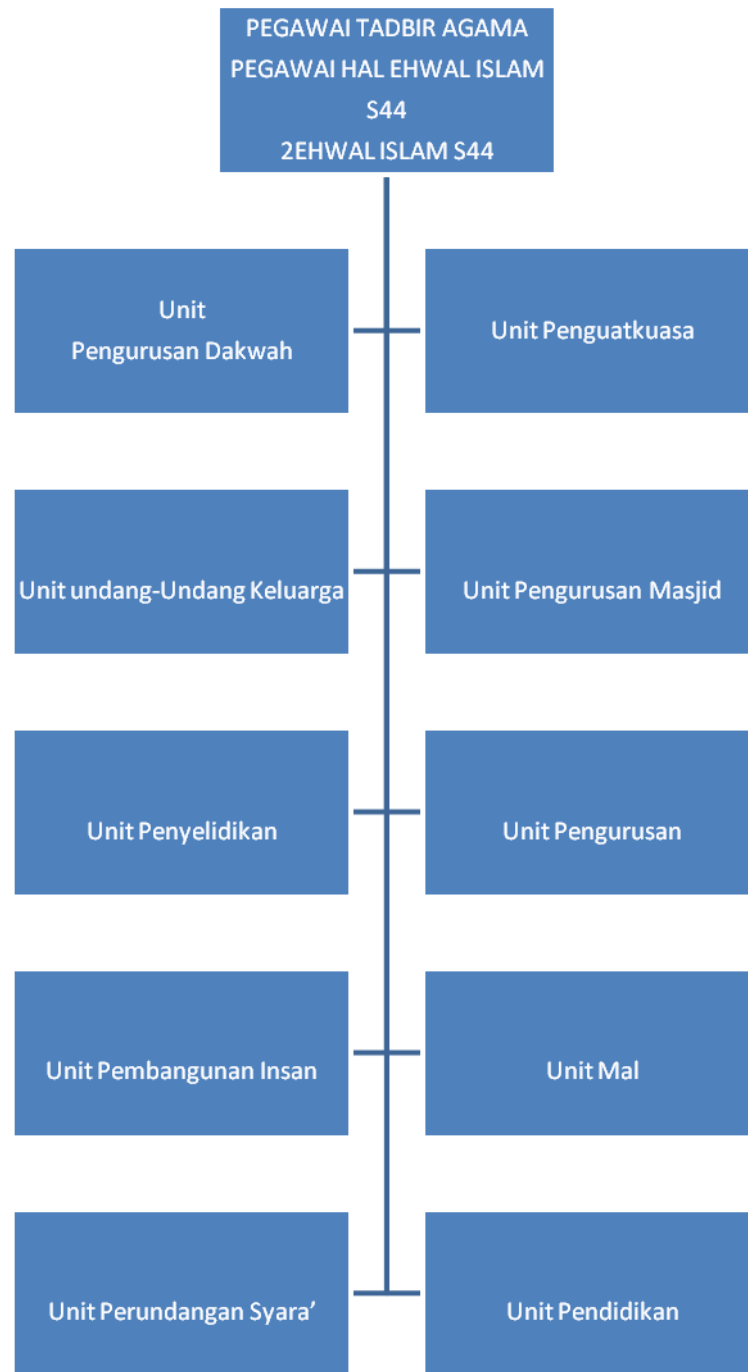 PEGAWAI TADBIR AGAMA
PEGAWAI HAL EHWAL ISLAM
S44
2EHWAL ISLAM S44
Unit
Pengurusan Dakwah
Unit Penguatkuasa
Unit undang-Undang Keluarga
Unit Pengurusan Masjid
Unit Penyelidikan
Unit Pengurusan
Unit Pembangunan Insan
Unit Mal
Unit Perundangan Syara’
Unit Pendidikan